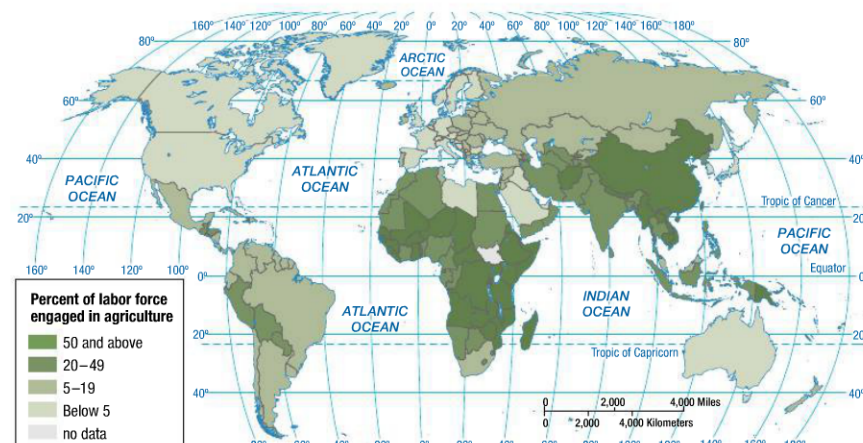 160° 140° 120° 100° 80° 60° 40° 20° 0° 20° 40° 60° 80° 100° 120° 140° 160° 180°
80° ARCTIC 80°
OCEAN
60° 60°
40° 40°
ATLANTIC
OCEAN
PACIFIC
OCEAN
Tropic of Cancer
20° 20°
PACIFIC
OCEAN
160° 140° 120° 100° 80° 140° 160°
0° 0° Equator
Percent of labor force
engaged in agriculture
50 and above
20–49
5–19
Below 5
no data
ATLANTIC
OCEAN
INDIAN
OCEAN
20° 20°
Tropic of Capricorn
40° 40°
0 2,000 4,000 Miles
0 2,000 4,000 Kilometers